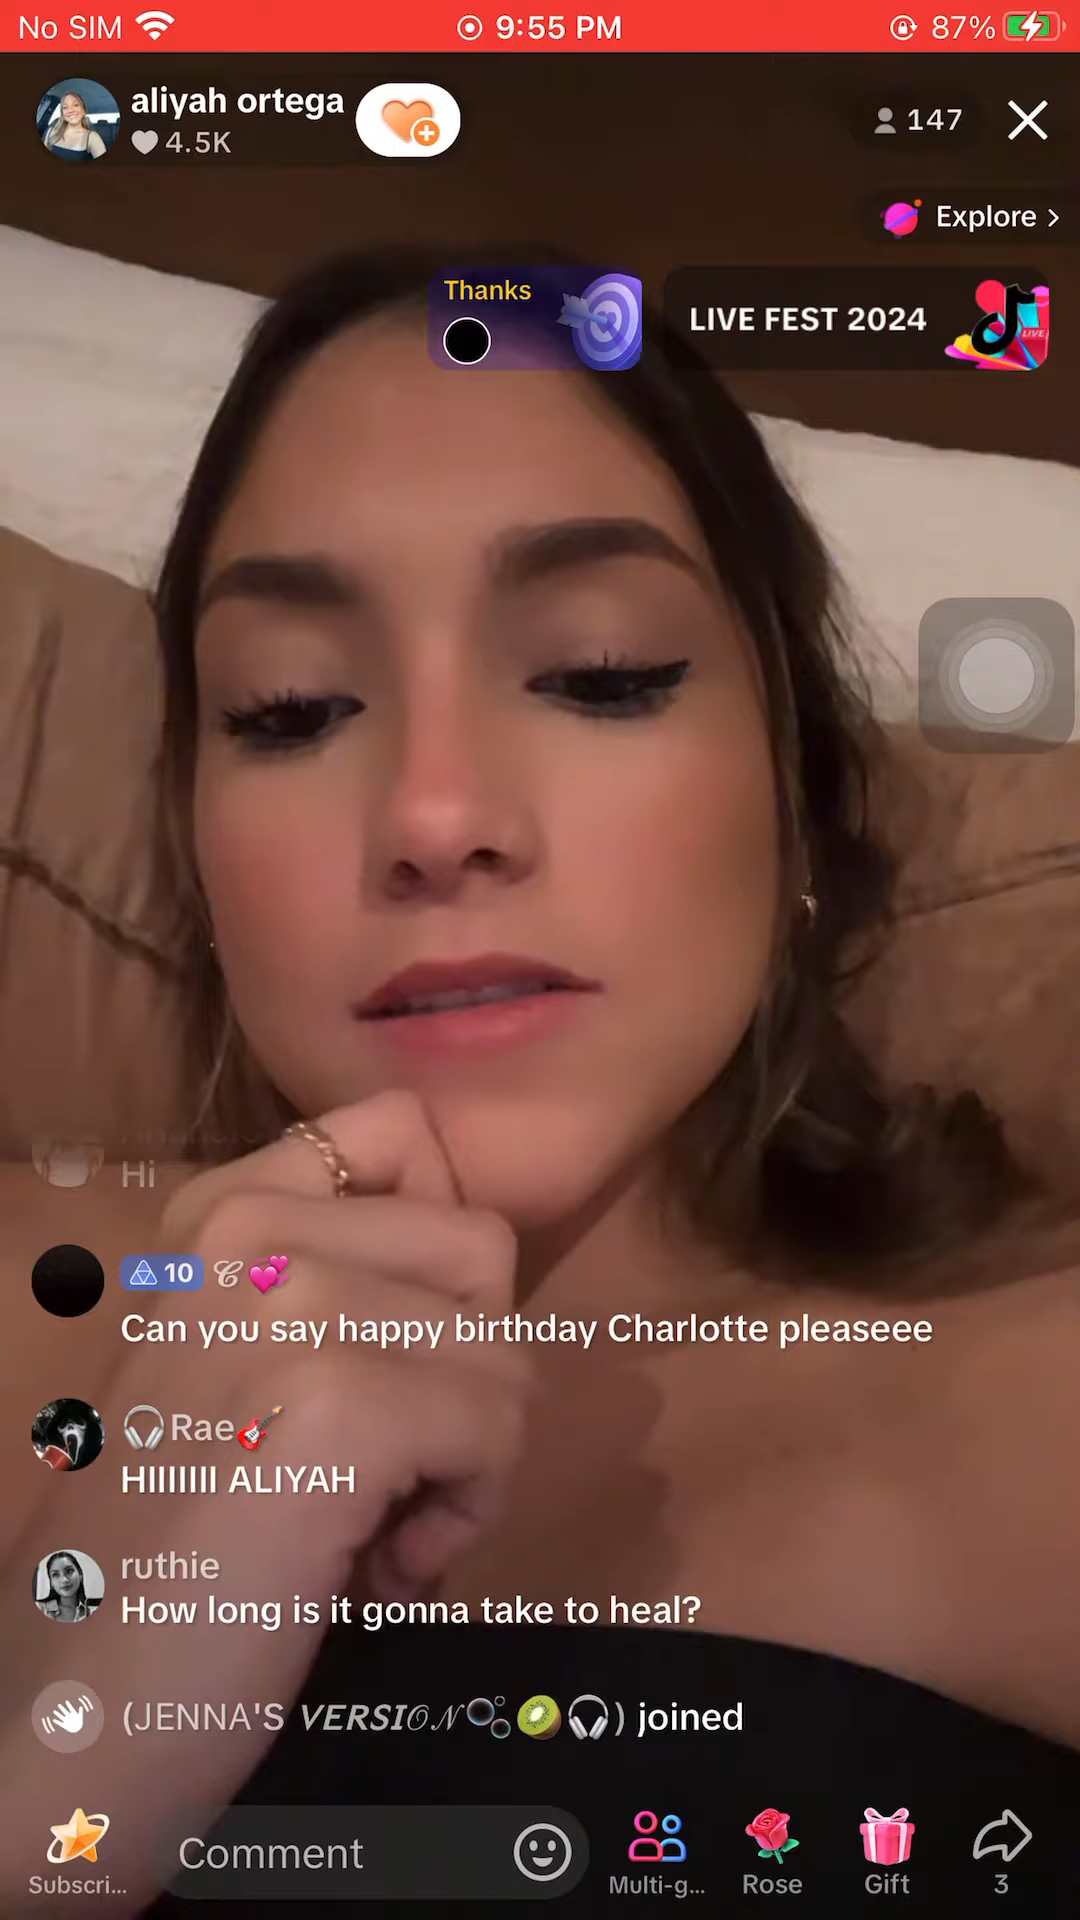 No SIM 9:55 PM 87%
aliyah ortega
4.5K
147
Explore >
Thanks
LIVE FEST 2024
LIVE
Hi
10 𝒞💞
Can you say happy birthday Charlotte pleaseee
🎧Rae🎸
HIIIIIII ALIYAH
ruthie
How long is it gonna take to heal?
(JENNA'S 𝙑𝙀𝙍𝙎𝙄𝒪𝒩🫧🥝🎧) joined
Comment
Subscri... Multi-g... Rose Gift 3